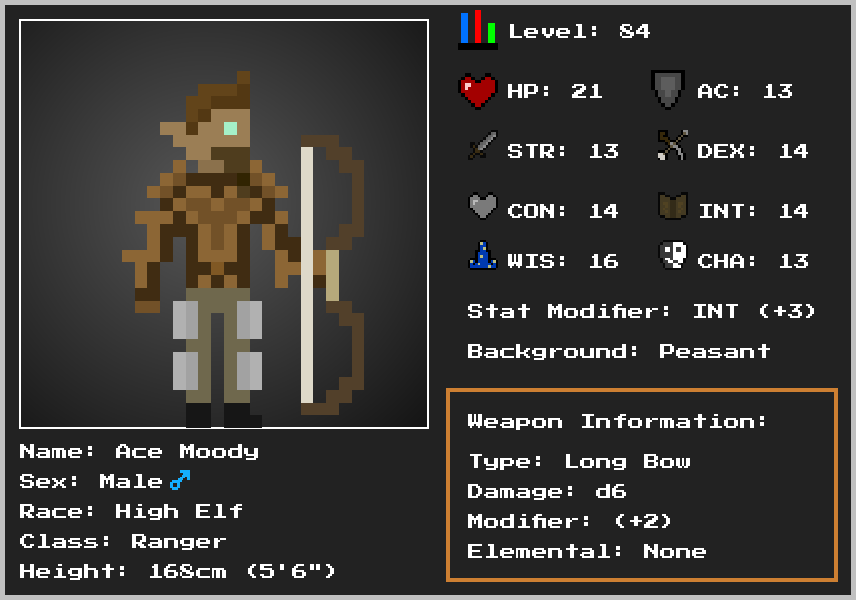 Level: 84
HP: 21 AC: 13
STR: 13 DEX: 14
CON: 14 INT: 14
WIS: 16 CHA: 13
Stat Modifier: INT (+3)
Background: Peasant
Weapon Information:
Type: Long Bow
Damage: d6
Modifier: (+2)
Elemental: None
Name: Ace Moody
Sex: Male♂
Race: High Elf
Class: Ranger
Height: 168cm (5'6")